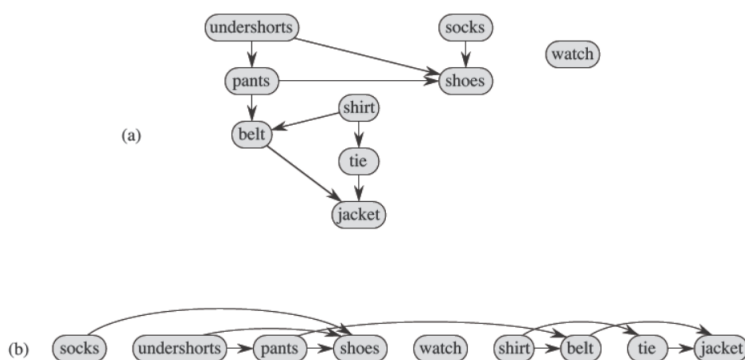 undershorts socks
watch
pants shoes
shirt
(a) belt
tie
jacket
(b) socks undershorts pants shoes watch shirt belt tie jacket